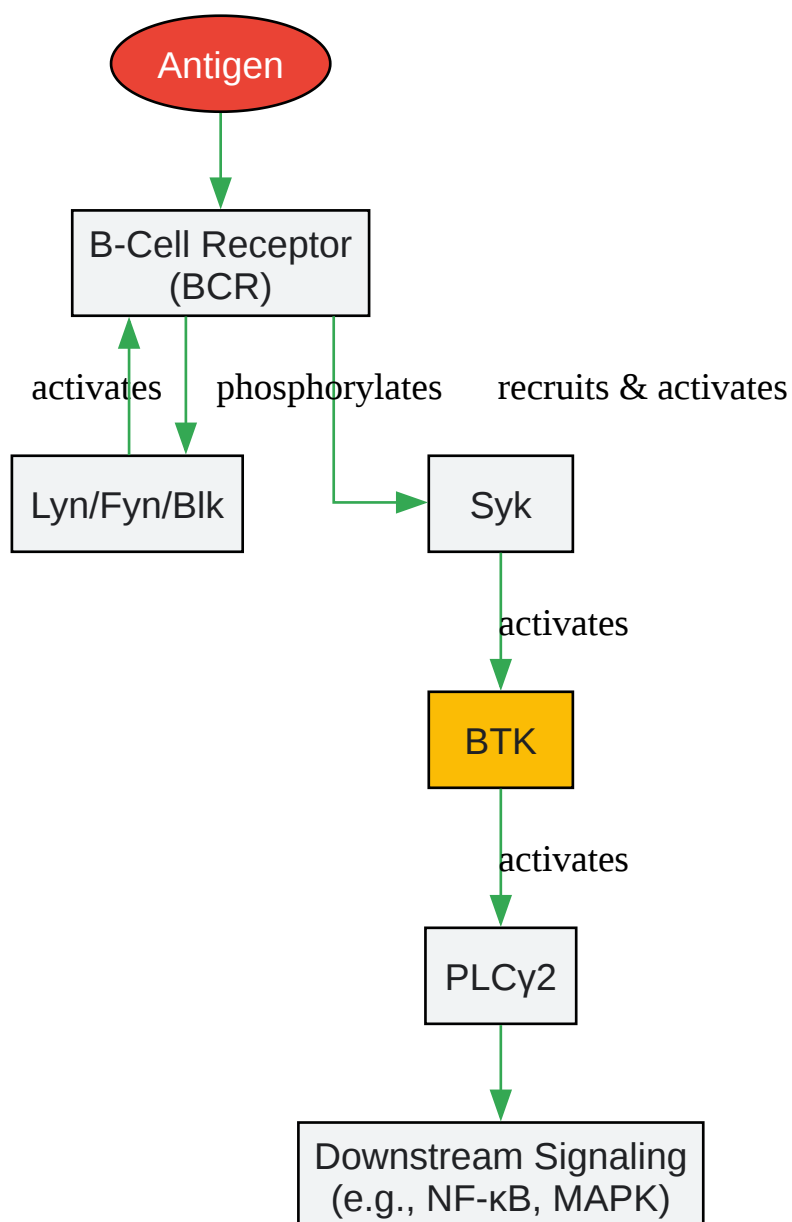 Antigen
B-Cell Receptor
(BCR)
activates
phosphorylates
recruits & activates
Lyn/Fyn/Blk
Syk
activates
BTK
activates
PLCγ2
Downstream Signaling
(e.g., NF-κB, MAPK)